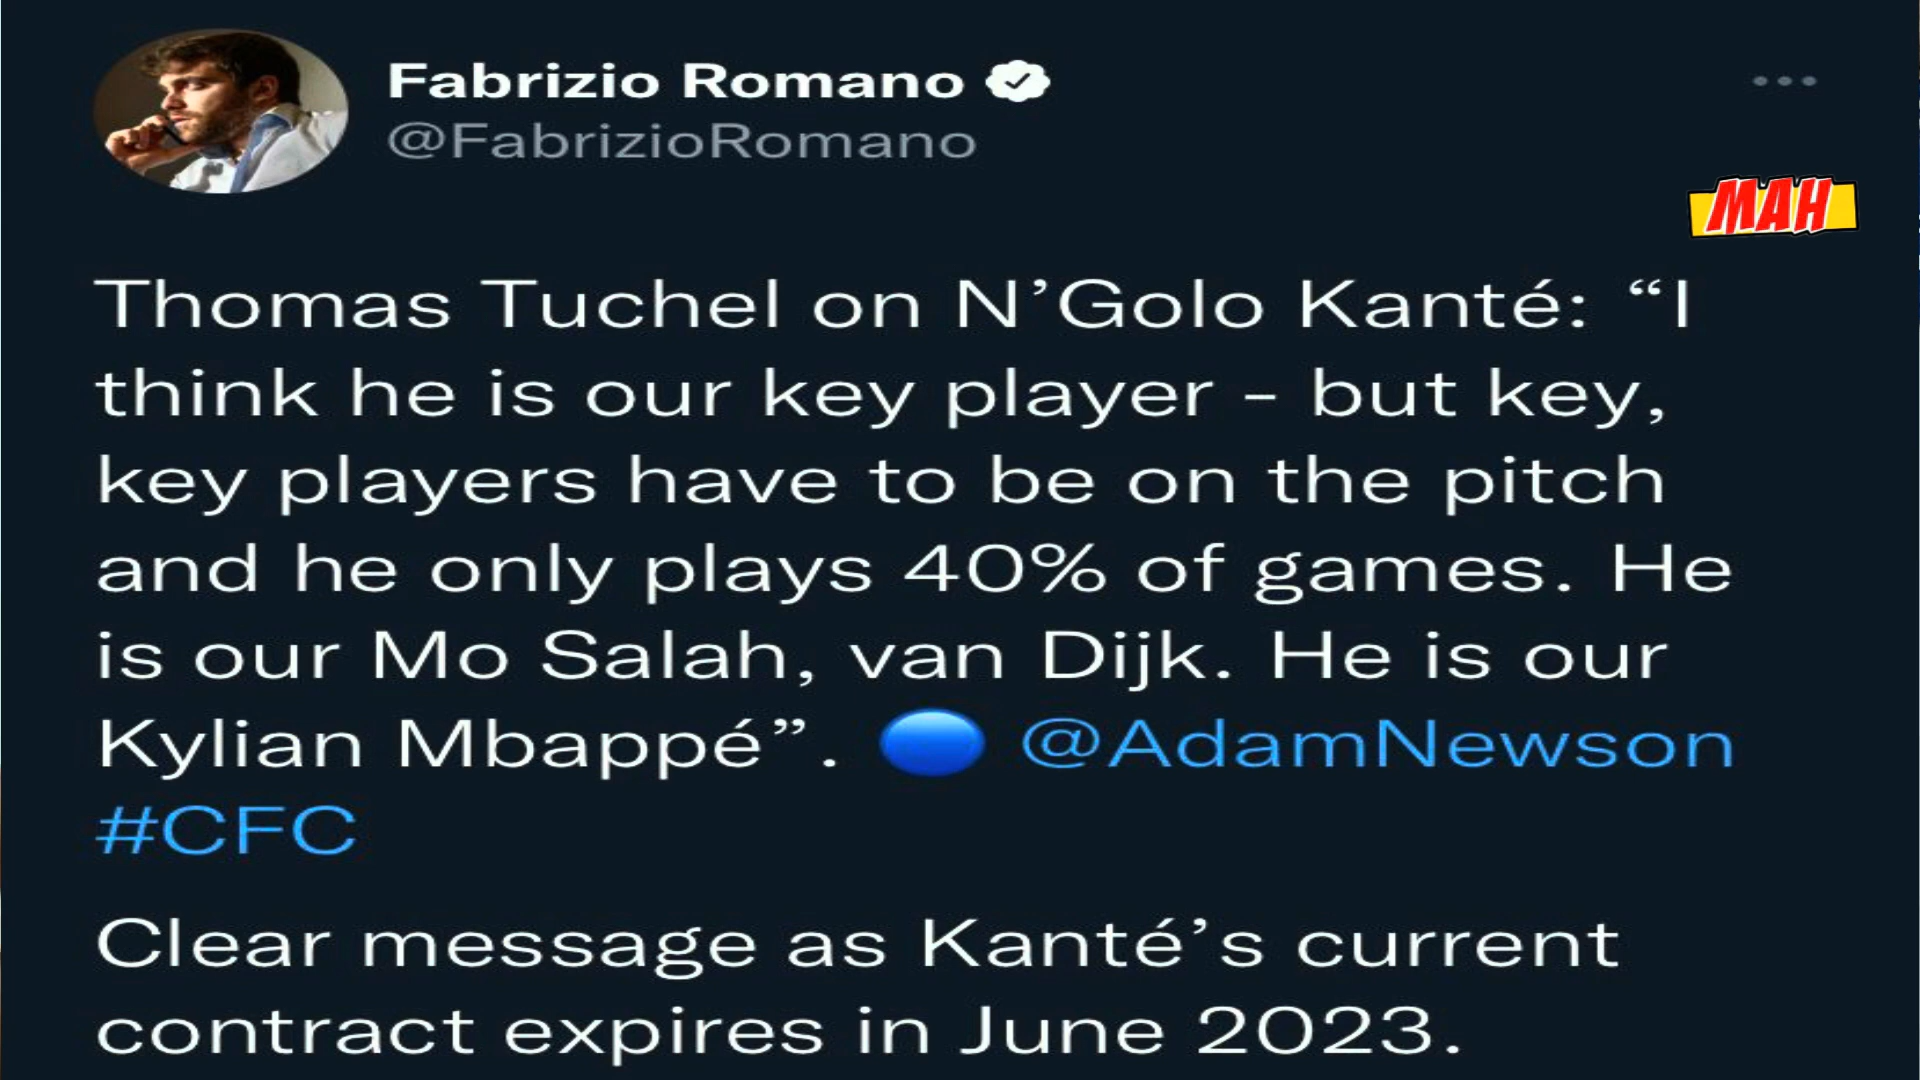 Fabrizio Romano
@FabrizioRomano
MAH
Thomas Tuchel on N’Golo Kanté: “I
think he is our key player - but key,
key players have to be on the pitch
and he only plays 40% of games. He
is our Mo Salah, van Dijk. He is our
Kylian Mbappé”. 🔵 @AdamNewson
#CFC
Clear message as Kanté’s current
contract expires in June 2023.